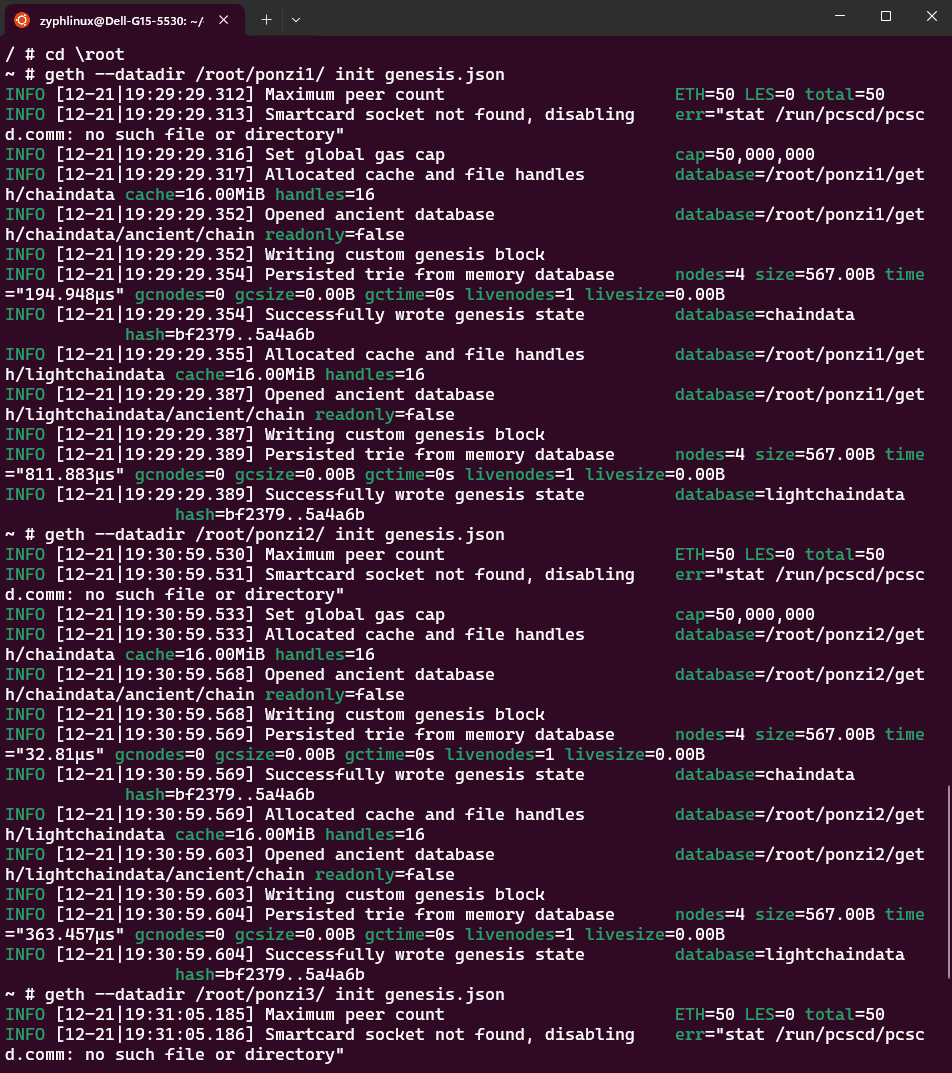 zyphlinux@Dell-G15-5530: ~/
/ # cd \root
~ # geth --datadir /root/ponzi1/ init genesis.json
INFO [12-21|19:29:29.312] Maximum peer count                       ETH=50 LES=0 total=50
INFO [12-21|19:29:29.313] Smartcard socket not found, disabling    err="stat /run/pcscd/pcsc
d.comm: no such file or directory"
INFO [12-21|19:29:29.316] Set global gas cap                       cap=50,000,000
INFO [12-21|19:29:29.317] Allocated cache and file handles         database=/root/ponzi1/get
h/chaindata cache=16.00MiB handles=16
INFO [12-21|19:29:29.352] Opened ancient database                  database=/root/ponzi1/get
h/chaindata/ancient/chain readonly=false
INFO [12-21|19:29:29.352] Writing custom genesis block
INFO [12-21|19:29:29.354] Persisted trie from memory database      nodes=4 size=567.00B time
="194.948µs" gcnodes=0 gcsize=0.00B gctime=0s livenodes=1 livesize=0.00B
INFO [12-21|19:29:29.354] Successfully wrote genesis state         database=chaindata
hash=bf2379..5a4a6b
INFO [12-21|19:29:29.355] Allocated cache and file handles         database=/root/ponzi1/get
h/lightchaindata cache=16.00MiB handles=16
INFO [12-21|19:29:29.387] Opened ancient database                  database=/root/ponzi1/get
h/lightchaindata/ancient/chain readonly=false
INFO [12-21|19:29:29.387] Writing custom genesis block
INFO [12-21|19:29:29.389] Persisted trie from memory database      nodes=4 size=567.00B time
="811.883µs" gcnodes=0 gcsize=0.00B gctime=0s livenodes=1 livesize=0.00B
INFO [12-21|19:29:29.389] Successfully wrote genesis state         database=lightchaindata
hash=bf2379..5a4a6b
~ # geth --datadir /root/ponzi2/ init genesis.json
INFO [12-21|19:30:59.530] Maximum peer count                       ETH=50 LES=0 total=50
INFO [12-21|19:30:59.531] Smartcard socket not found, disabling    err="stat /run/pcscd/pcsc
d.comm: no such file or directory"
INFO [12-21|19:30:59.533] Set global gas cap                       cap=50,000,000
INFO [12-21|19:30:59.533] Allocated cache and file handles         database=/root/ponzi2/get
h/chaindata cache=16.00MiB handles=16
INFO [12-21|19:30:59.568] Opened ancient database                  database=/root/ponzi2/get
h/chaindata/ancient/chain readonly=false
INFO [12-21|19:30:59.568] Writing custom genesis block
INFO [12-21|19:30:59.569] Persisted trie from memory database      nodes=4 size=567.00B time
="32.81µs" gcnodes=0 gcsize=0.00B gctime=0s livenodes=1 livesize=0.00B
INFO [12-21|19:30:59.569] Successfully wrote genesis state         database=chaindata
hash=bf2379..5a4a6b
INFO [12-21|19:30:59.569] Allocated cache and file handles         database=/root/ponzi2/get
h/lightchaindata cache=16.00MiB handles=16
INFO [12-21|19:30:59.603] Opened ancient database                  database=/root/ponzi2/get
h/lightchaindata/ancient/chain readonly=false
INFO [12-21|19:30:59.603] Writing custom genesis block
INFO [12-21|19:30:59.604] Persisted trie from memory database      nodes=4 size=567.00B time
="363.457µs" gcnodes=0 gcsize=0.00B gctime=0s livenodes=1 livesize=0.00B
INFO [12-21|19:30:59.604] Successfully wrote genesis state         database=lightchaindata
hash=bf2379..5a4a6b
~ # geth --datadir /root/ponzi3/ init genesis.json
INFO [12-21|19:31:05.185] Maximum peer count                       ETH=50 LES=0 total=50
INFO [12-21|19:31:05.186] Smartcard socket not found, disabling    err="stat /run/pcscd/pcsc
d.comm: no such file or directory"